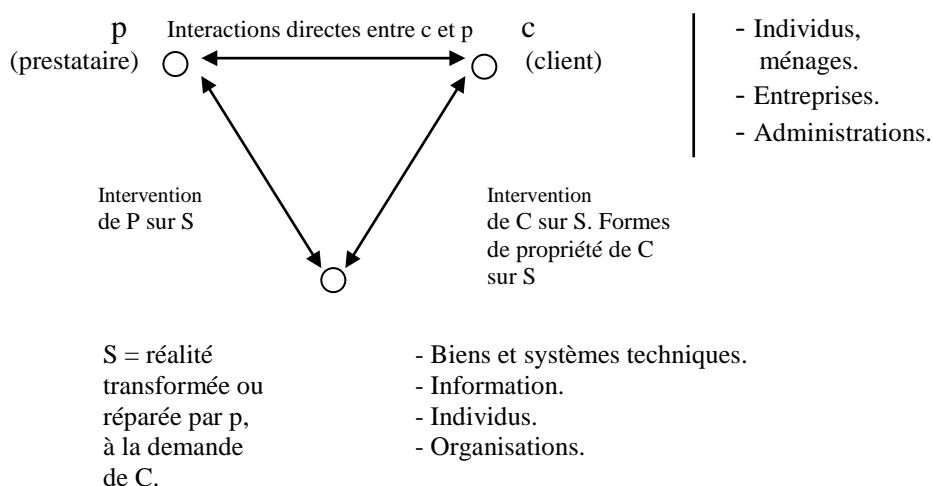 p
Interactions directes entre c et p
c
(prestataire)
(client)
- Individus,
ménages.
- Entreprises.
- Administrations.
Intervention
de P sur S
Intervention
de C sur S. Formes
de propriété de C
sur S
S = réalité
transformée ou
réparée par p,
à la demande
de C.
- Biens et systèmes techniques.
- Information.
- Individus.
- Organisations.